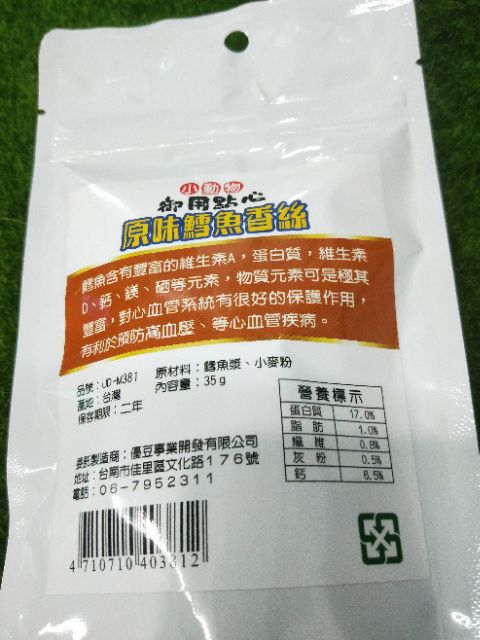 小動物
御用點心
原味鱈魚香絲
鱈魚含有豐富的維生素A，蛋白質，維生素
D、鈣、鎂、硒等元素，物質元素可是極其
豐富，對心血管系統有很好的保護作用，
有利於預防高血壓、等心血管疾病。
品號：UD-M381 原材料：鱈魚漿、小麥粉
產地：台灣 內容量：35g
保存期限：二年
營養標示
蛋白質 17.0%
脂肪 1.0%
纖維 0.8%
灰粉 0.5%
鈣 6.5%
委託製造商：優豆事業開發有限公司
地址：台南市佳里區文化路176號
電話：06-7952311
4 710710 403812